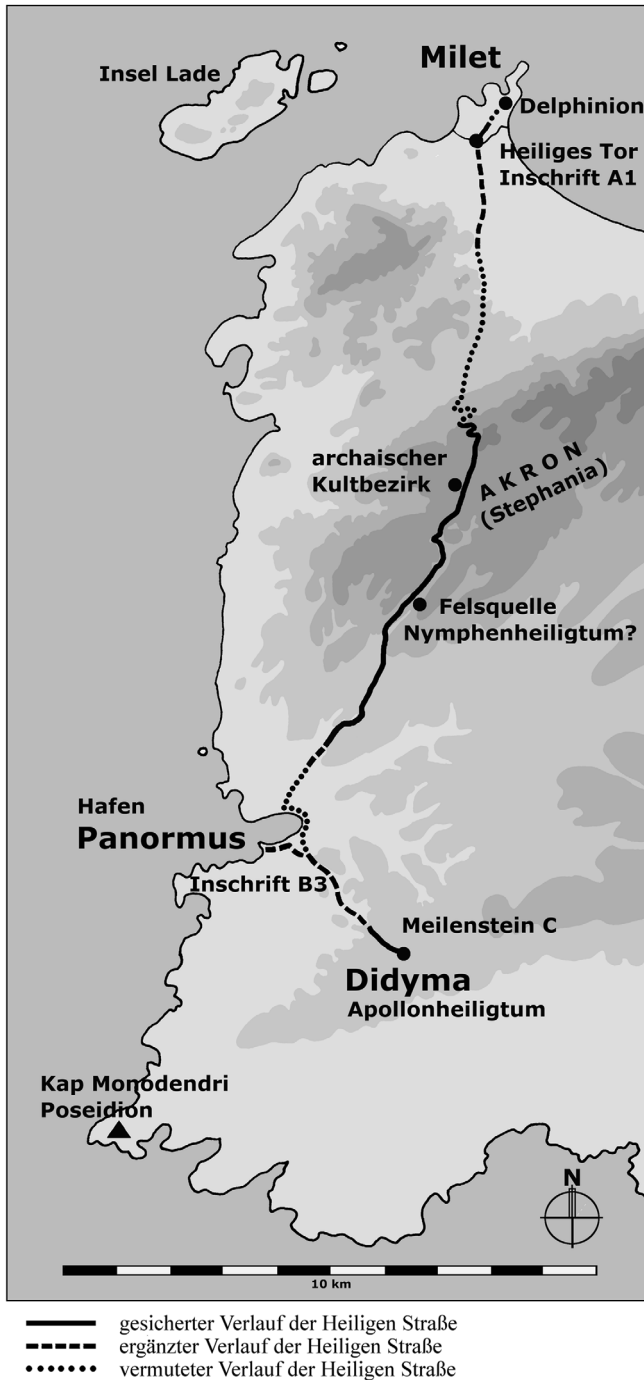 Milet
Insel Lade
Delphinion
Heiliges Tor
Inschrift A1
archaischer
Kultbezirk
AKRON
(Stephania)
Felsquelle
Nymphenheiligtum?
Hafen
Panormus
Inschrift B3
Meilenstein C
Didyma
Apollonheiligtum
Kap Monodendri
Poseidion
N
10 km
gesicherter Verlauf der Heiligen Straße
ergänzter Verlauf der Heiligen Straße
vermuteter Verlauf der Heiligen Straße